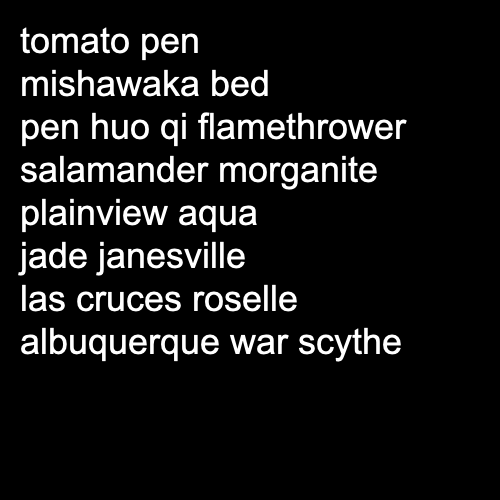 tomato pen
mishawaka bed
pen huo qi flamethrower
salamander morganite
plainview aqua
jade janesville
las cruces roselle
albuquerque war scythe